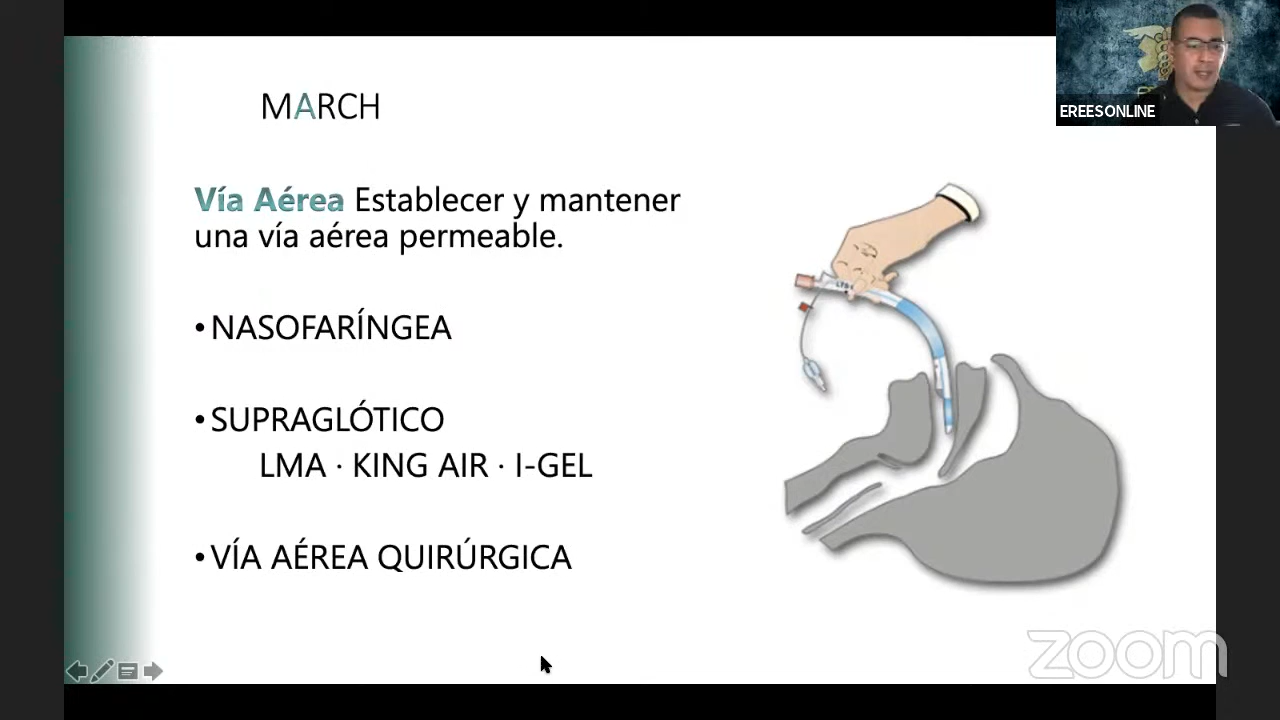 MARCH
EREESONLINE
Vía Aérea Establecer y mantener
una vía aérea permeable.
• NASOFARÍNGEA
• SUPRAGLÓTICO
LMA · KING AIR · I-GEL
• VÍA AÉREA QUIRÚRGICA
zoom